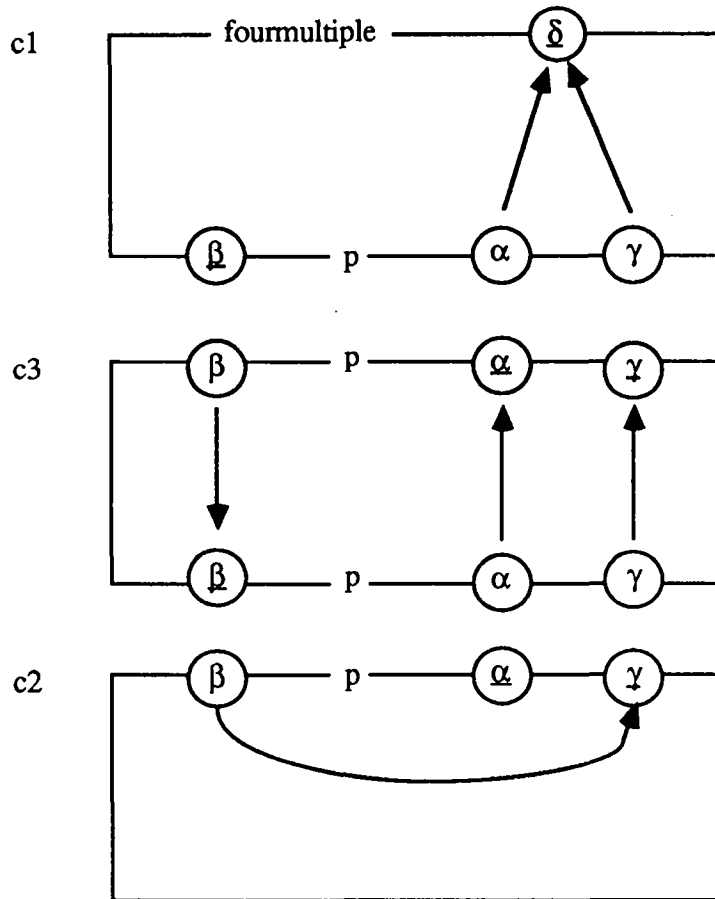 c1 fourmultiple δ
β p α γ
c3 β p α γ
β p α γ
c2 β p α γ